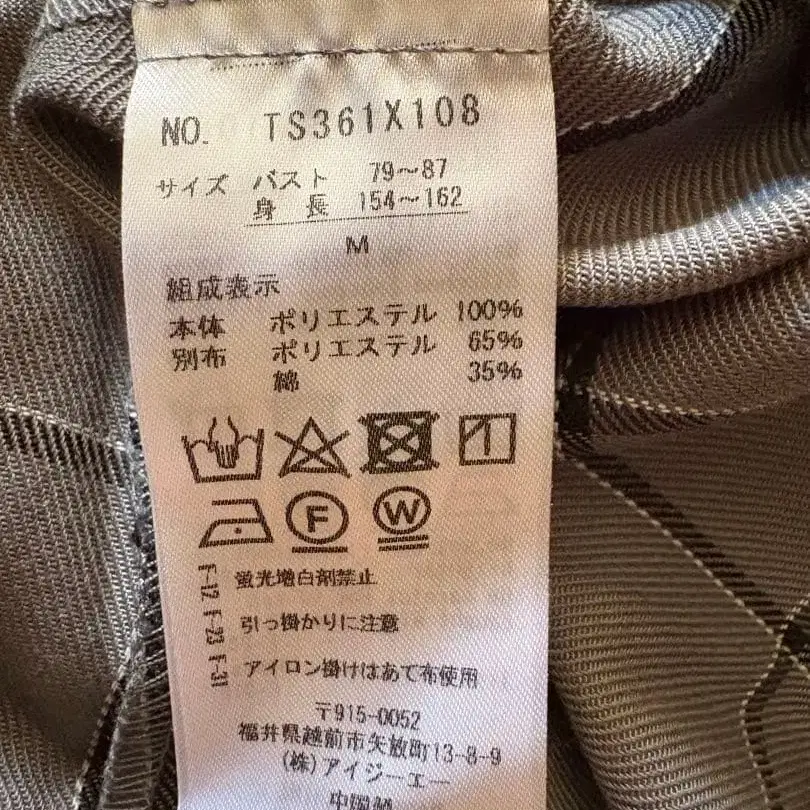 NO. TS361X108
サイズ バスト 79～87
身長 154～162
M
組成表示
本体 ポリエステル 100%
別布 ポリエステル 65%
綿 35%
F W
F-12 F-23 F-31
蛍光増白剤禁止
引っ掛かりに注意
アイロン掛けはあて布使用
〒915-0052
福井県越前市矢放町13-8-9
(株)アイジーエー
中国製